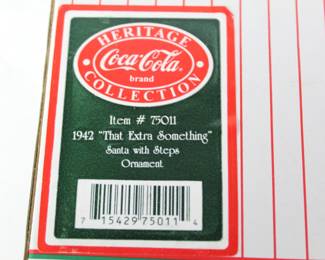 HERITAGE
Coca-Cola
brand
COLLECTION
Item # 75011
1942 "That Extra Something"
Santa with Steps
Ornament
7 15429 75011 4